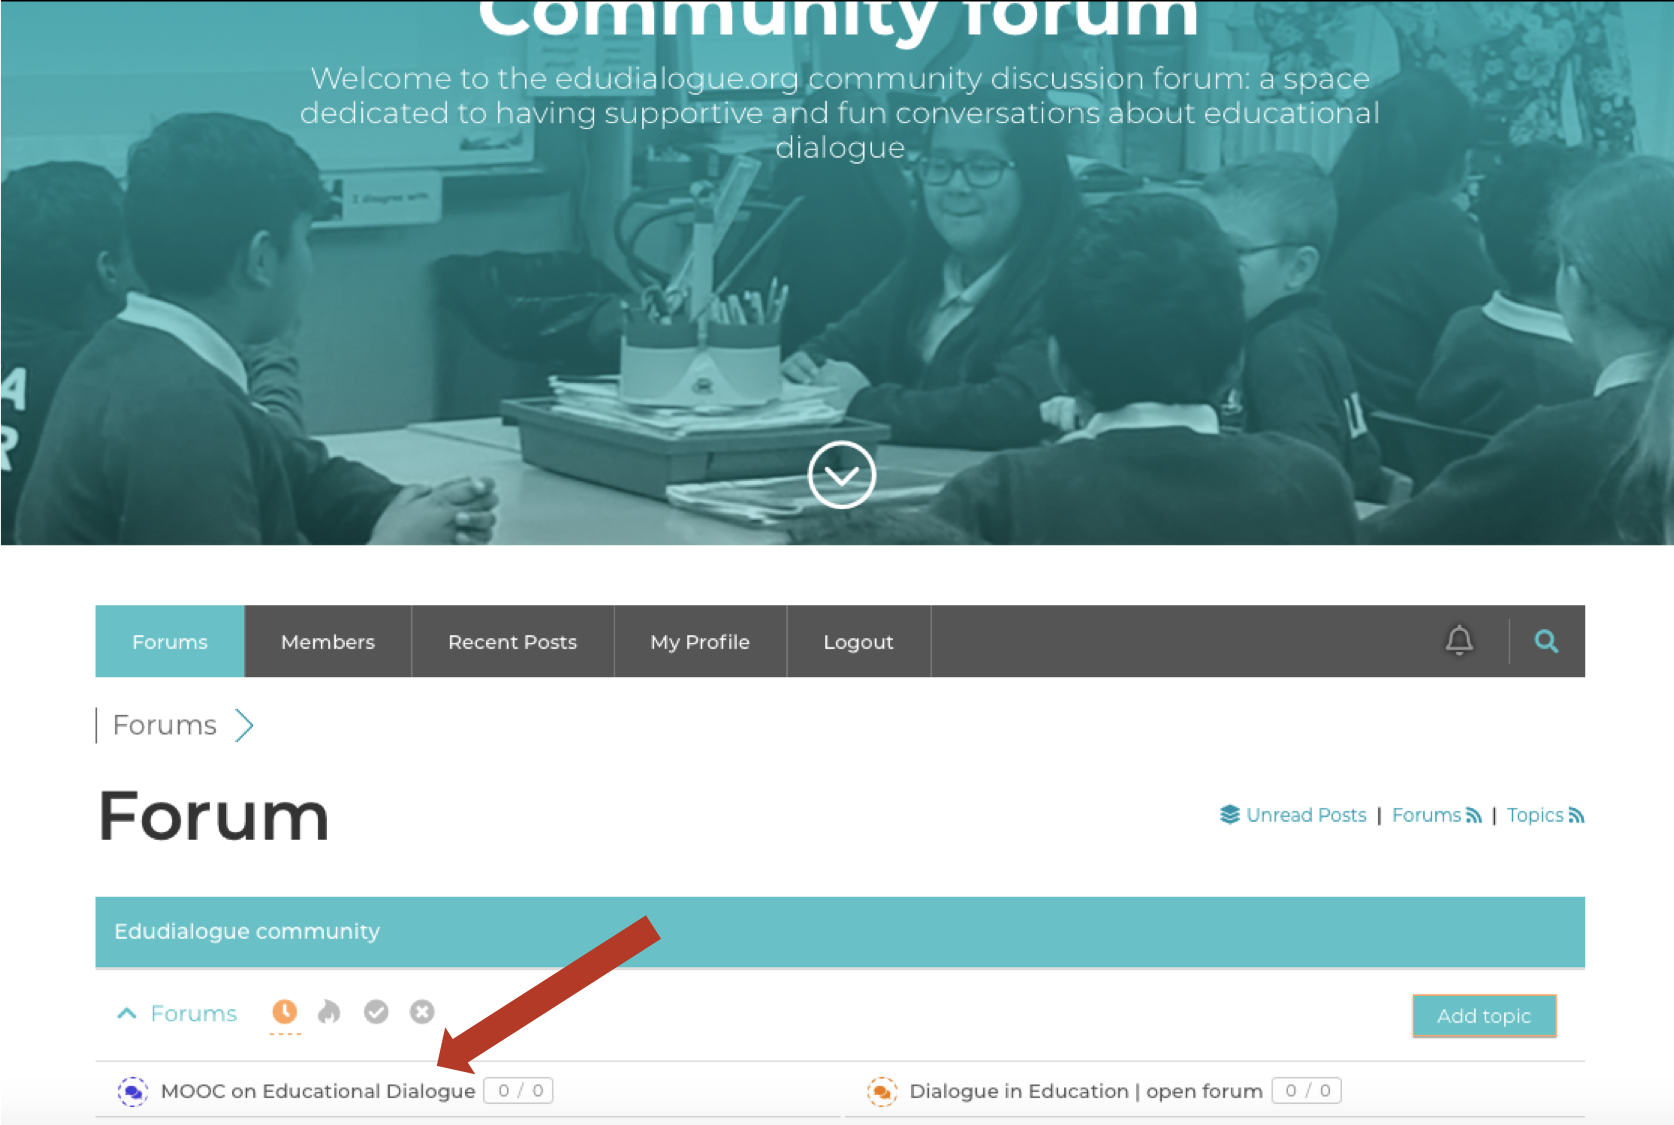 Community forum
Welcome to the edudialogue.org community discussion forum: a space
dedicated to having supportive and fun conversations about educational
dialogue
I disagree with
A
R
Forums
Members
Recent Posts
My Profile
Logout
Forums
Forum
Unread Posts | Forums | Topics
Edudialogue community
Forums
Add topic
MOOC on Educational Dialogue 0 / 0
Dialogue in Education | open forum 0 / 0